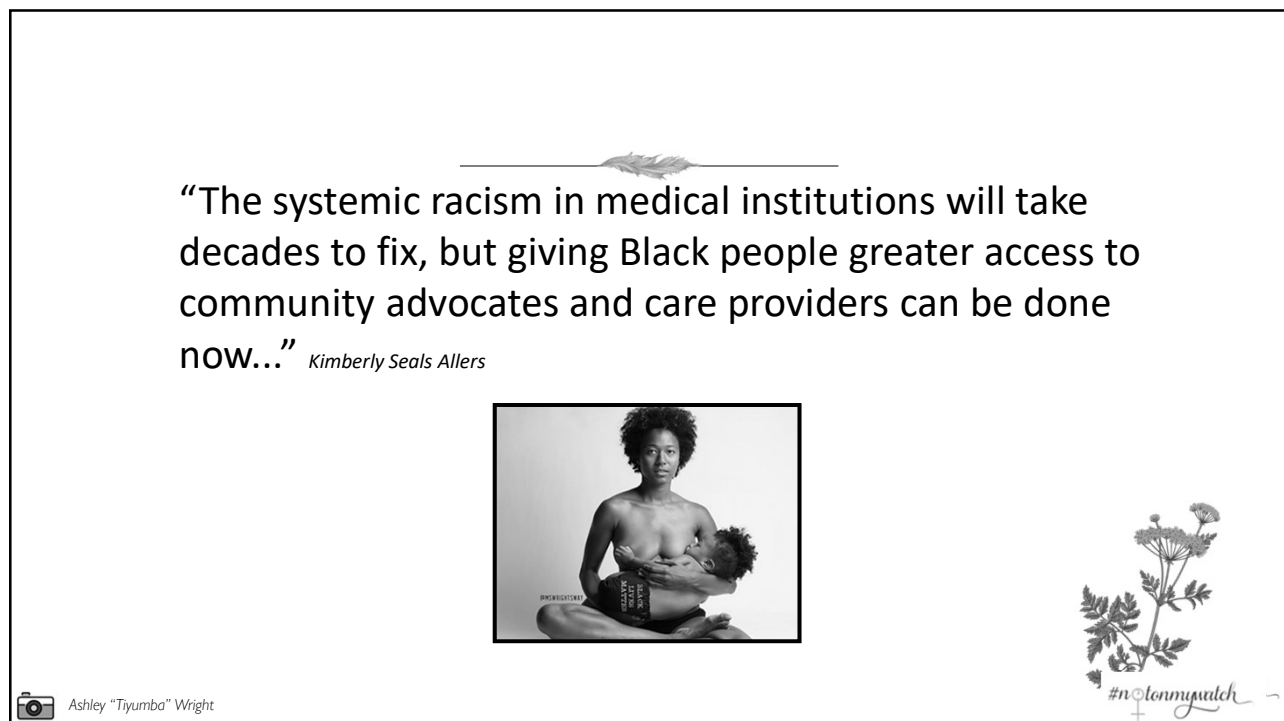 “The systemic racism in medical institutions will take
decades to fix, but giving Black people greater access to
community advocates and care providers can be done
now...” Kimberly Seals Allers
@MSWRIGHTSWAY
BLACK
LIVES
MATTER
#notonmywatch
Ashley “Tiyumba” Wright